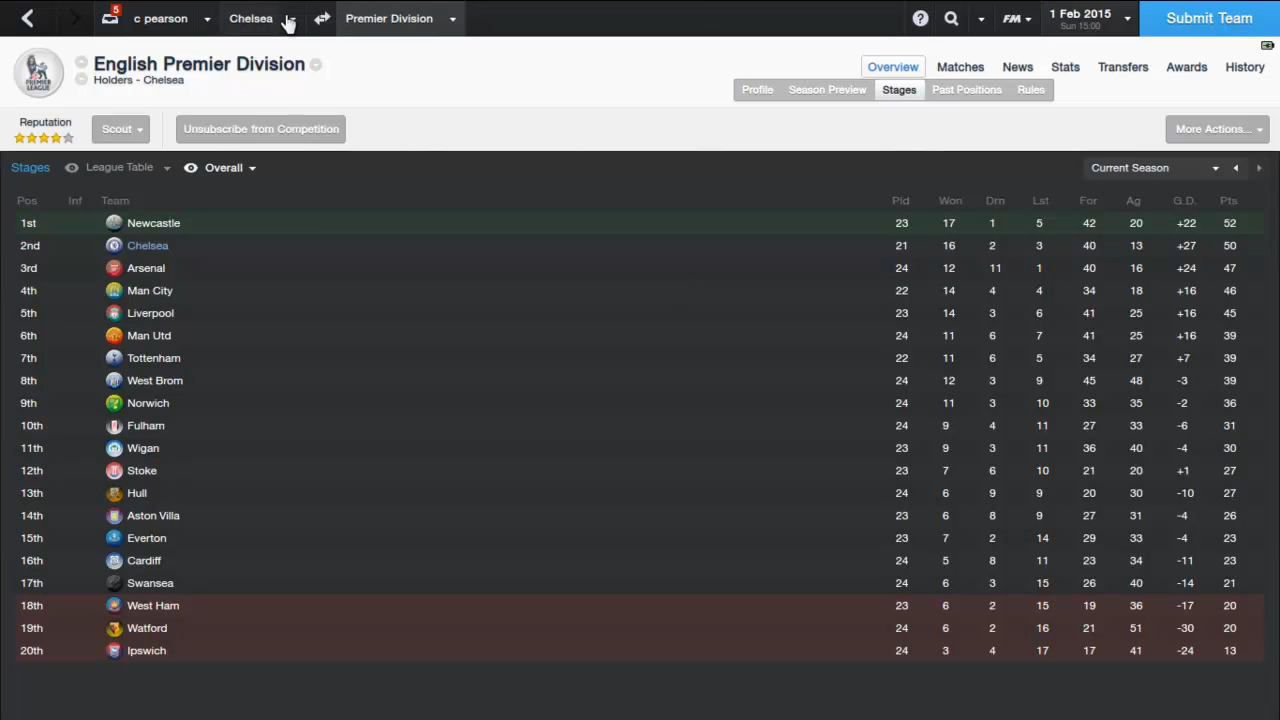 5 c pearson Chelsea Premier Division FM 1 Feb 2015 Submit Team
Sun 15:00
English Premier Division
Holders - Chelsea
Overview Matches News Stats Transfers Awards History
Profile Season Preview Stages Past Positions Rules
Reputation
Scout Unsubscribe from Competition More Actions...
Stages League Table Overall Current Season
Pos Inf Team Pld Won Drn Lst For Ag G.D. Pts
1st Newcastle 23 17 1 5 42 20 +22 52
2nd Chelsea 21 16 2 3 40 13 +27 50
3rd Arsenal 24 12 11 1 40 16 +24 47
4th Man City 22 14 4 4 34 18 +16 46
5th Liverpool 23 14 3 6 41 25 +16 45
6th Man Utd 24 11 6 7 41 25 +16 39
7th Tottenham 22 11 6 5 34 27 +7 39
8th West Brom 24 12 3 9 45 48 -3 39
9th Norwich 24 11 3 10 33 35 -2 36
10th Fulham 24 9 4 11 27 33 -6 31
11th Wigan 23 9 3 11 36 40 -4 30
12th Stoke 23 7 6 10 21 20 +1 27
13th Hull 24 6 9 9 20 30 -10 27
14th Aston Villa 23 6 8 9 27 31 -4 26
15th Everton 23 7 2 14 29 33 -4 23
16th Cardiff 24 5 8 11 23 34 -11 23
17th Swansea 24 6 3 15 26 40 -14 21
18th West Ham 23 6 2 15 19 36 -17 20
19th Watford 24 6 2 16 21 51 -30 20
20th Ipswich 24 3 4 17 17 41 -24 13